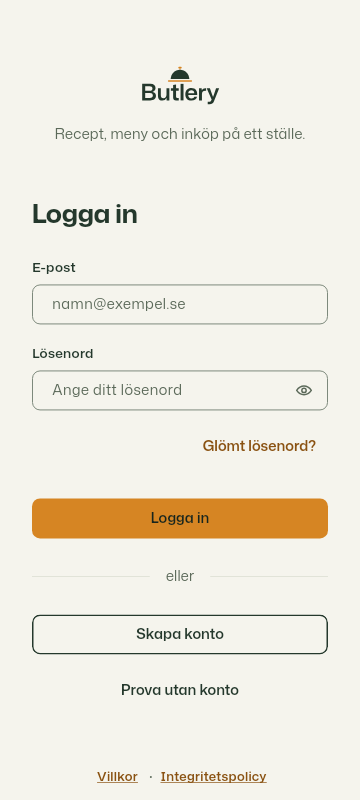 Butlery
Recept, meny och inköp på ett ställe.
Logga in
E-post
namn@exempel.se
Lösenord
Ange ditt lösenord
Glömt lösenord?
Logga in
eller
Skapa konto
Prova utan konto
Villkor · Integritetspolicy